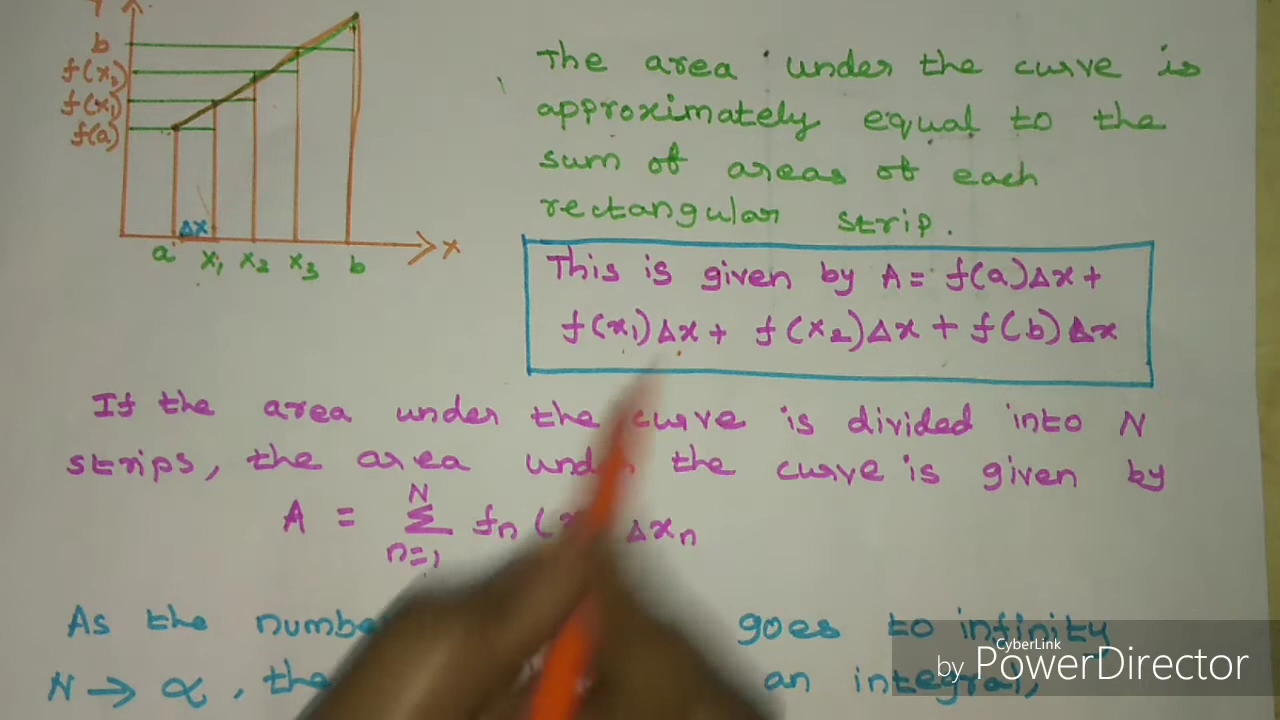 b
f(x₂)
f(x₁)
f(a)
Δx
a x₁ x₂ x₃ b
x
The area under the curve is
approximately equal to the
sum of areas of each
rectangular strip.
This is given by A = f(a)Δx +
f(x₁)Δx + f(x₂)Δx + f(b)Δx
If the area under the curve is divided into N
strips, the area under the curve is given by
A = N Σ n=1 fn (x Δxn
As the number goes to infinity
N → ∝, the an integral,
CyberLink
by PowerDirector